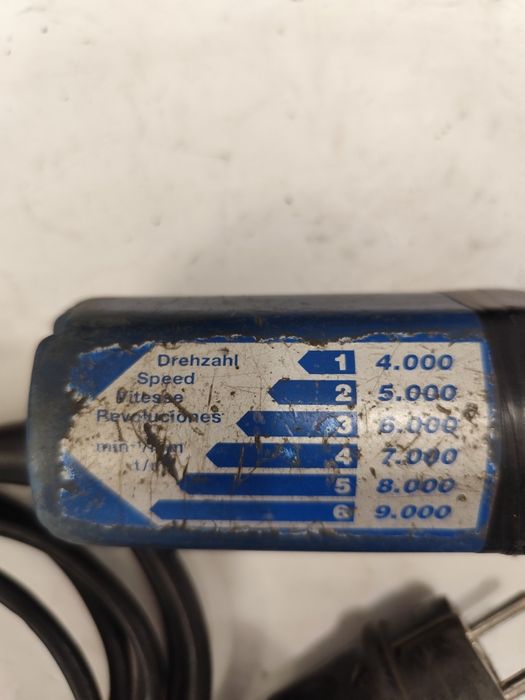 Drehzahl 1 4.000
Speed 2 5.000
Vitesse 3 6.000
Revoluciones 4 7.000
5 8.000
6 9.000